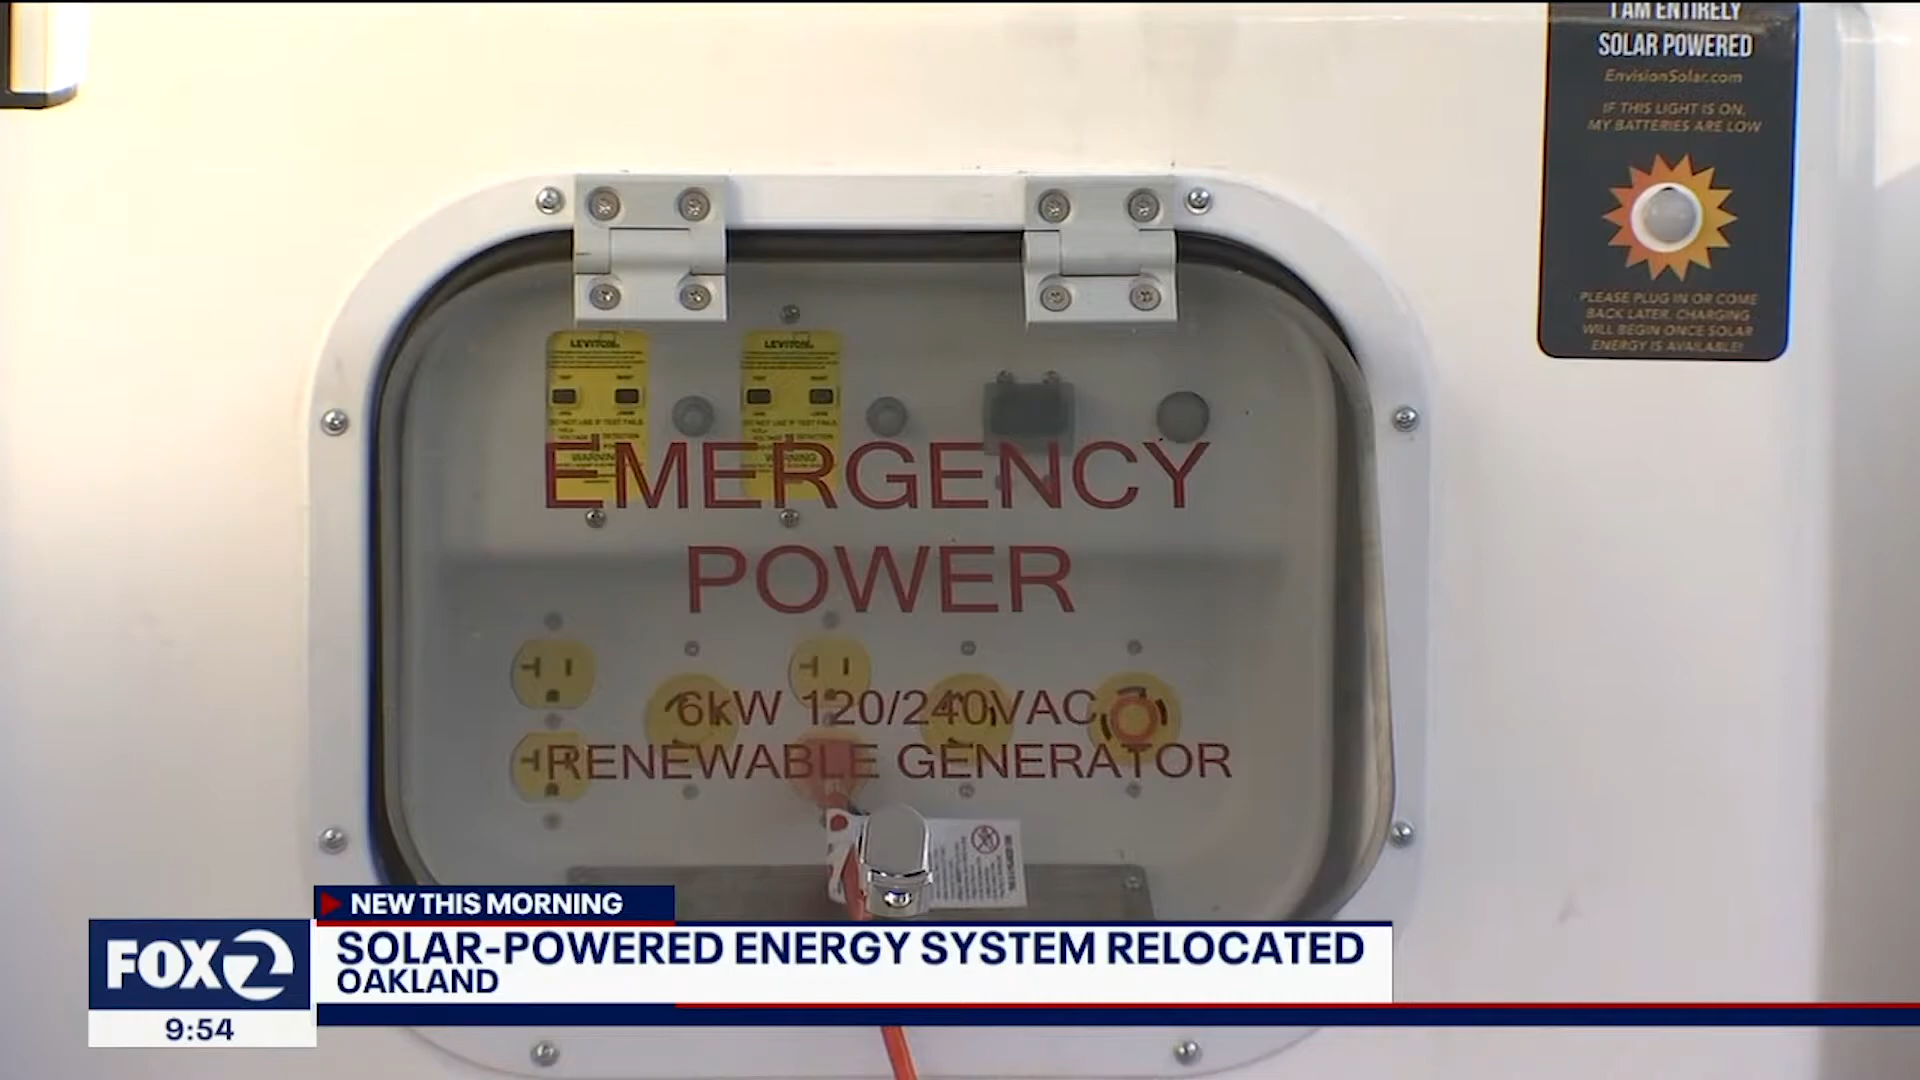 I AM ENTIRELY
SOLAR POWERED
EnvisionSolar.com
IF THIS LIGHT IS ON,
MY BATTERIES ARE LOW
PLEASE PLUG IN OR COME
BACK LATER. CHARGING
WILL BEGIN ONCE SOLAR
ENERGY IS AVAILABLE!
LEVITON
LEVITON
EMERGENCY
POWER
6kW 120/240VAC
RENEWABLE GENERATOR
NEW THIS MORNING
SOLAR-POWERED ENERGY SYSTEM RELOCATED
OAKLAND
FOX 2
9:54